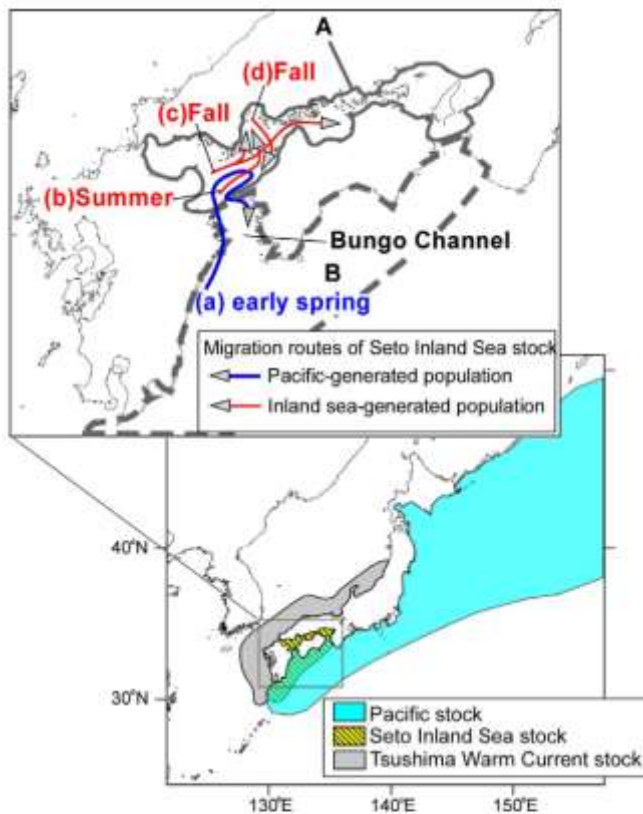 A
(d)Fall
(c)Fall
(b)Summer
Bungo Channel
B
(a) early spring
Migration routes of Seto Inland Sea stock
Pacific-generated population
Inland sea-generated population
40°N
30°N
Pacific stock
Seto Inland Sea stock
Tsushima Warm Current stock
130°E
140°E
150°E